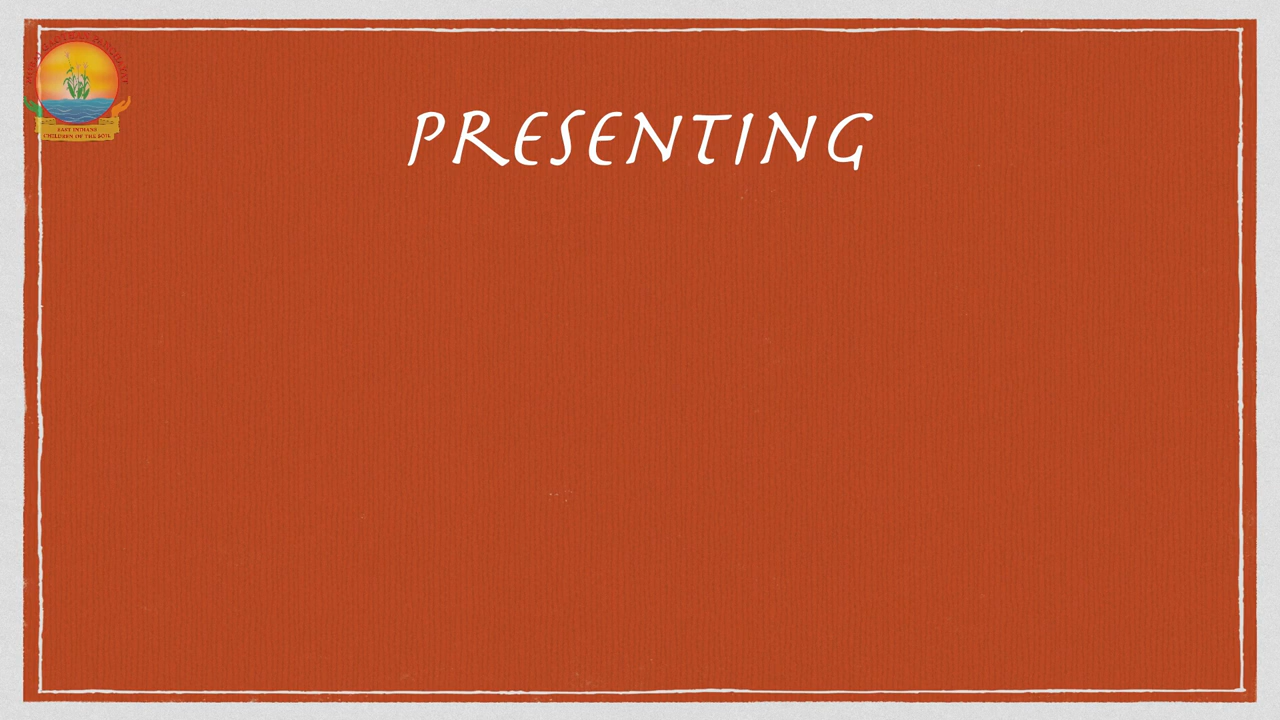 EAST INDIANS
CHILDREN OF THE SOIL
PRESENTING